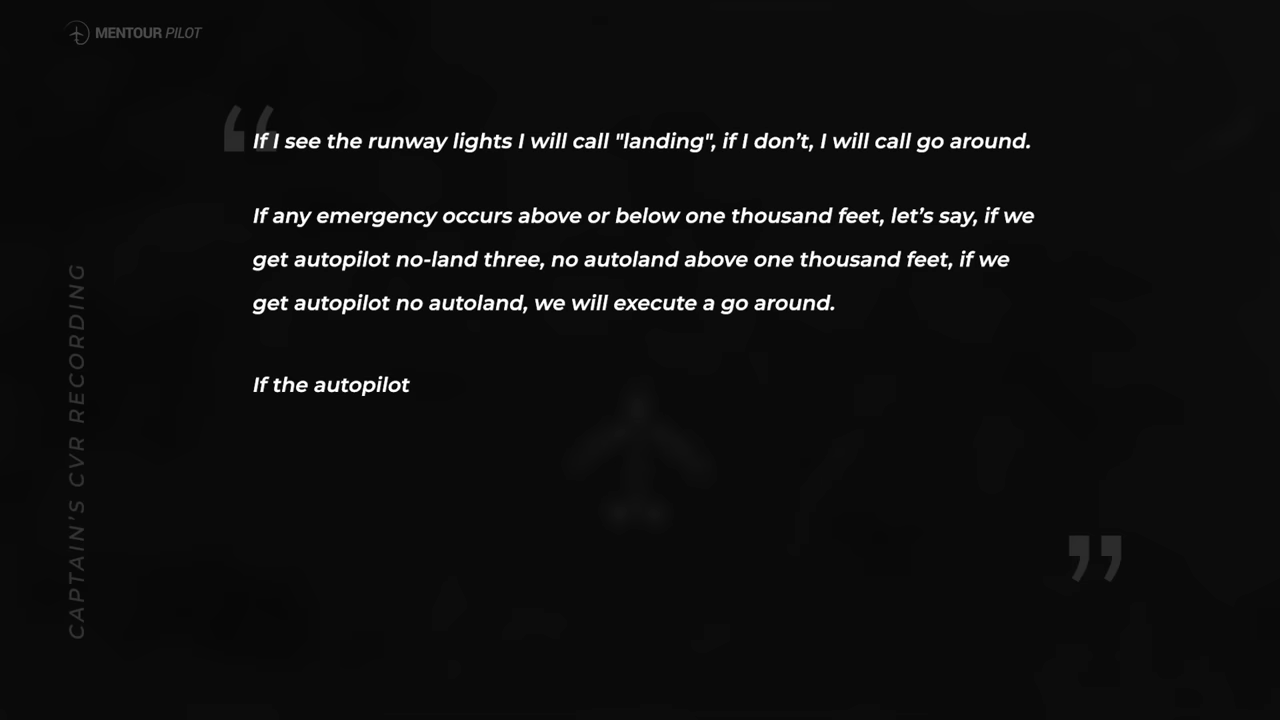 MENTOUR PILOT
“
If I see the runway lights I will call "landing", if I don’t, I will call go around.
If any emergency occurs above or below one thousand feet, let’s say, if we
get autopilot no-land three, no autoland above one thousand feet, if we
get autopilot no autoland, we will execute a go around.
If the autopilot
”
CAPTAIN'S CVR RECORDING